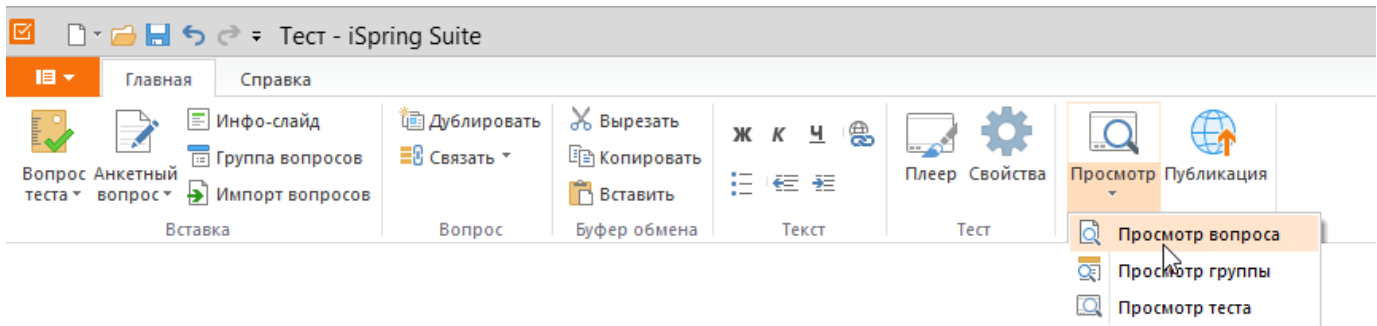 Тест - iSpring Suite
Главная Справка
Вопрос теста
Анкетный вопрос
Инфо-слайд
Группа вопросов
Импорт вопросов
Вставка
Дублировать
Связать
Вопрос
Вырезать
Копировать
Вставить
Буфер обмена
Ж К Ч
Текст
Плеер Свойства
Тест
Просмотр Публикация
Просмотр вопроса
Просмотр группы
Просмотр теста